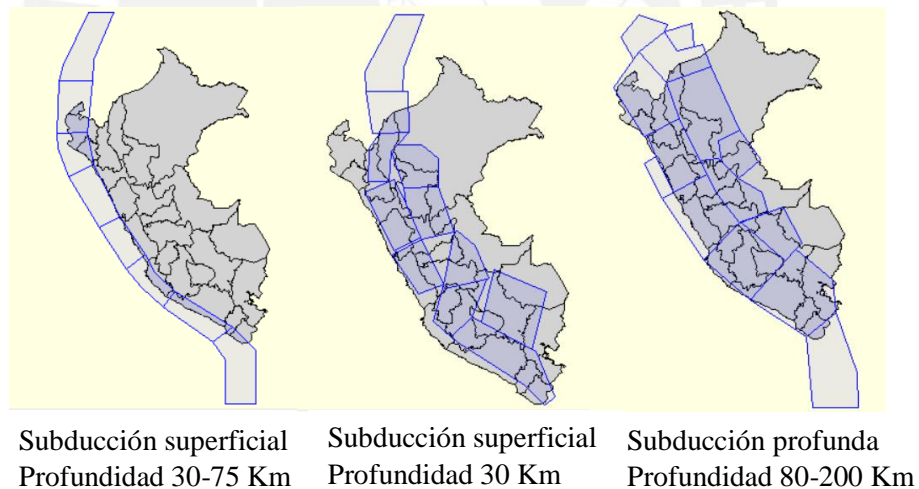 Subducción superficial
Profundidad 30-75 Km
Subducción superficial
Profundidad 30 Km
Subducción profunda
Profundidad 80-200 Km